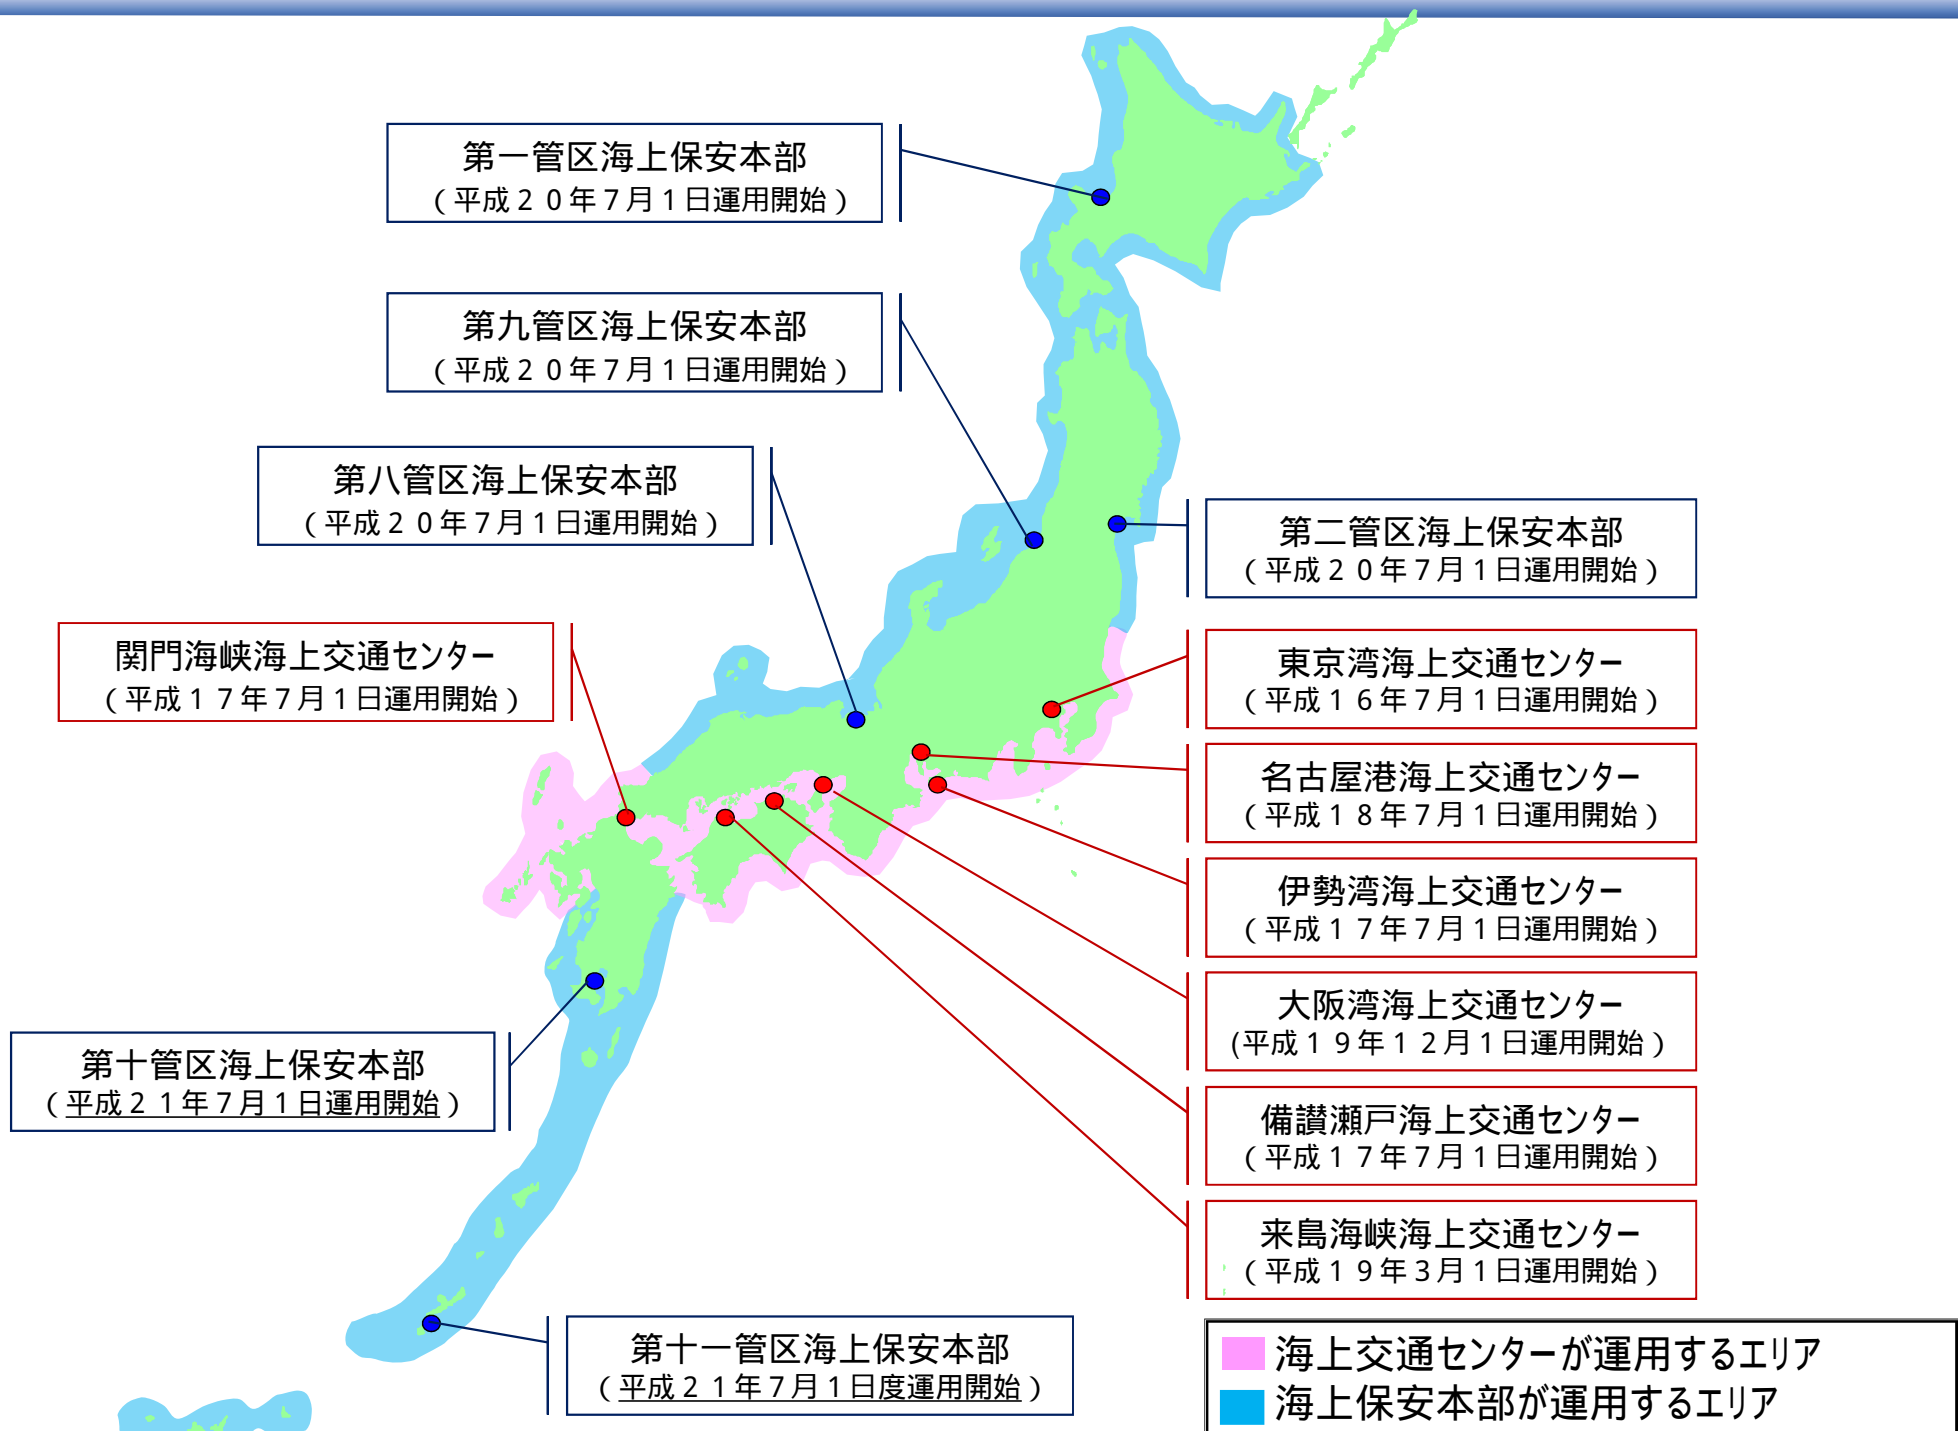 第一管区海上保安本部
（平成２０年７月１日運用開始）
第九管区海上保安本部
（平成２０年７月１日運用開始）
第八管区海上保安本部
（平成２０年７月１日運用開始）
第二管区海上保安本部
（平成２０年７月１日運用開始）
関門海峡海上交通センター
（平成１７年７月１日運用開始）
東京湾海上交通センター
（平成１６年７月１日運用開始）
名古屋港海上交通センター
（平成１８年７月１日運用開始）
伊勢湾海上交通センター
（平成１７年７月１日運用開始）
大阪湾海上交通センター
(平成１９年１２月１日運用開始）
第十管区海上保安本部
（平成２１年７月１日運用開始）
備讃瀬戸海上交通センター
（平成１７年７月１日運用開始）
来島海峡海上交通センター
（平成１９年３月１日運用開始）
第十一管区海上保安本部
（平成２１年７月１日度運用開始）
海上交通センターが運用するエリア
海上保安本部が運用するエリア